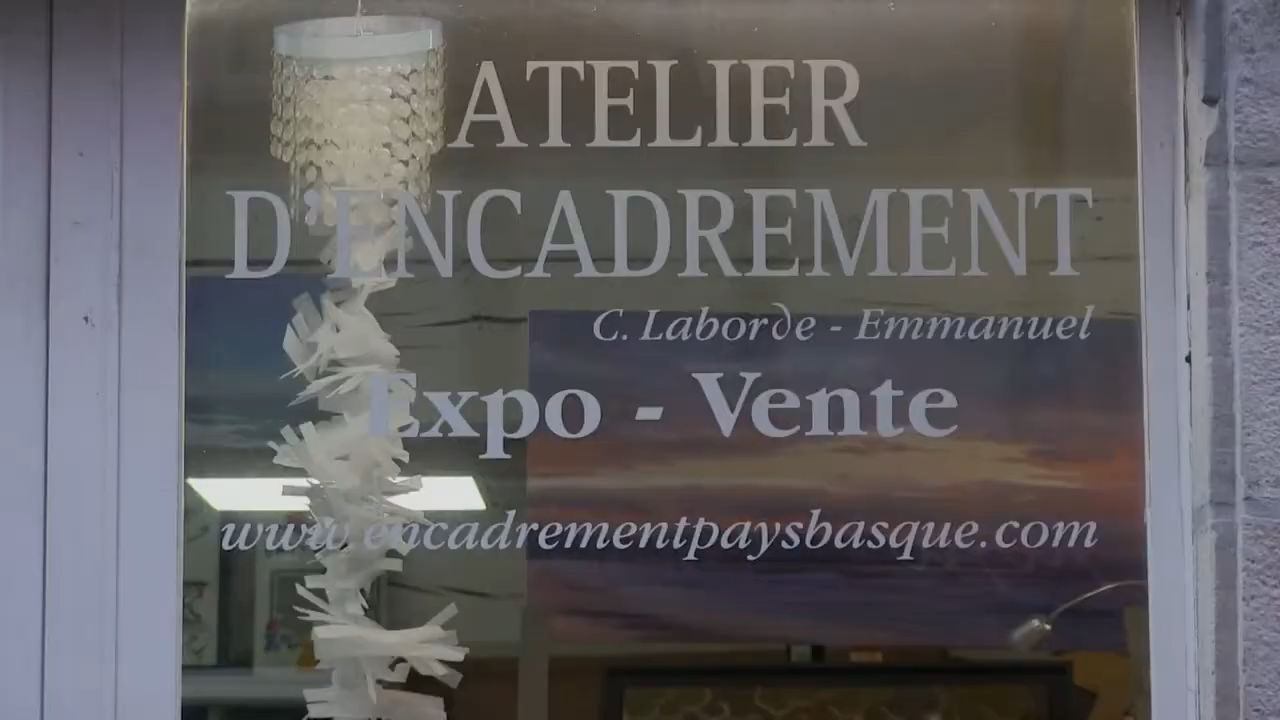 ATELIER
D'ENCADREMENT
C. Laborde - Emmanuel
Expo - Vente
www.encadrementpaysbasque.com